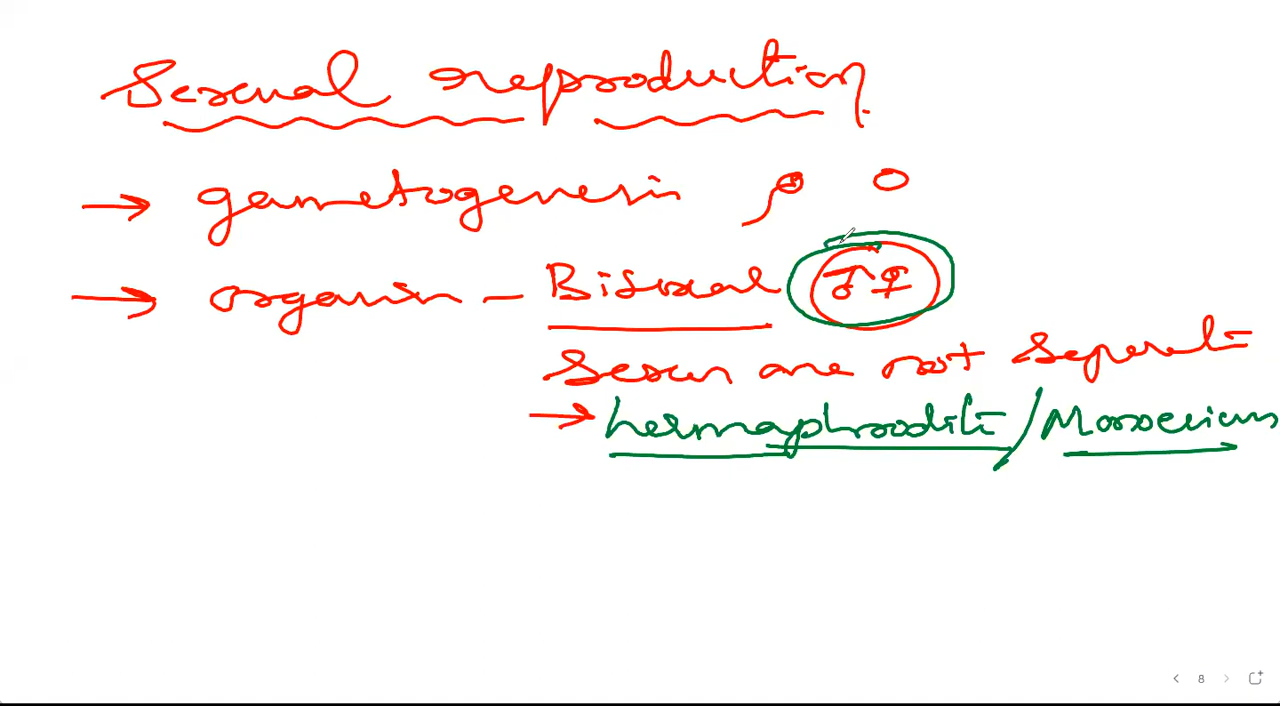 Sexual reproduction
→ gametogenesis
→ organism - Bisexual ♂ ♀
Sexes are not seperate
→ hermaphrodite / Monoecious
8